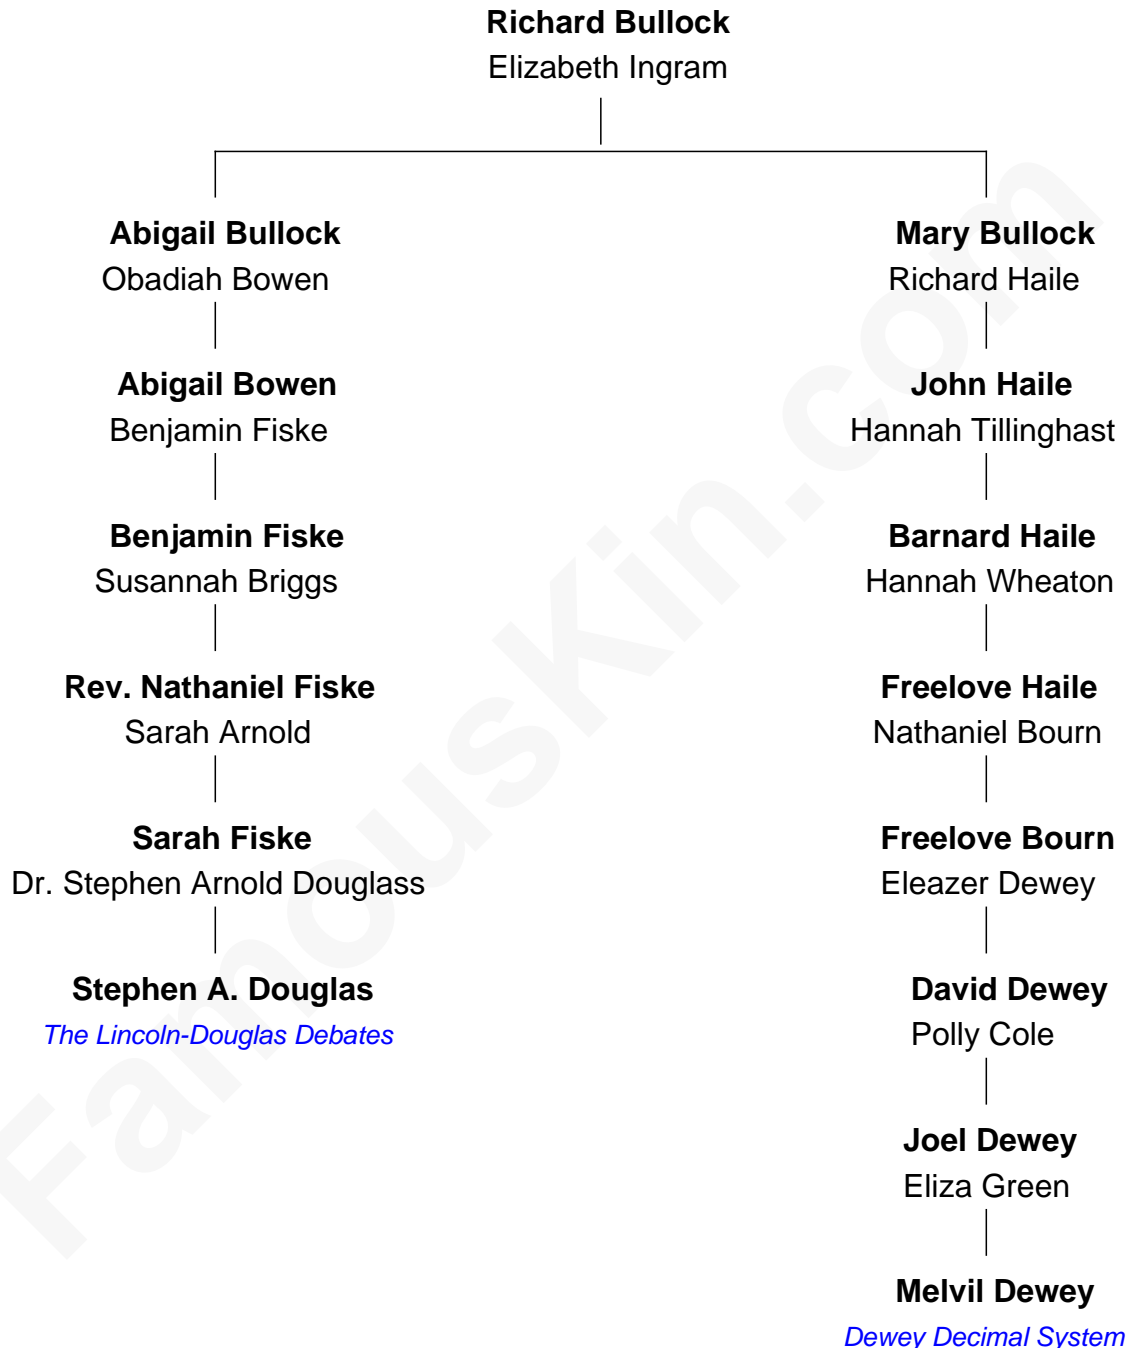 Richard Bullock
Elizabeth Ingram
Abigail Bullock
Obadiah Bowen
Mary Bullock
Richard Haile
Abigail Bowen
Benjamin Fiske
John Haile
Hannah Tillinghast
Benjamin Fiske
Susannah Briggs
Barnard Haile
Hannah Wheaton
Rev. Nathaniel Fiske
Sarah Arnold
Freelove Haile
Nathaniel Bourn
Sarah Fiske
Dr. Stephen Arnold Douglass
Freelove Bourn
Eleazer Dewey
Stephen A. Douglas
The Lincoln-Douglas Debates
David Dewey
Polly Cole
Joel Dewey
Eliza Green
Melvil Dewey
Dewey Decimal System
FamousKin.com